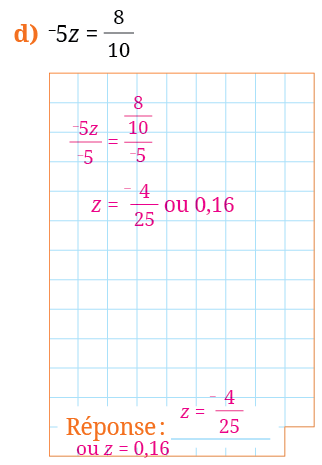 d) ⁻5z = 8/10
⁻5z/⁻5 = (8/10)/⁻5
z = ⁻4/25 ou 0,16
Réponse : z = ⁻4/25
ou z = 0,16